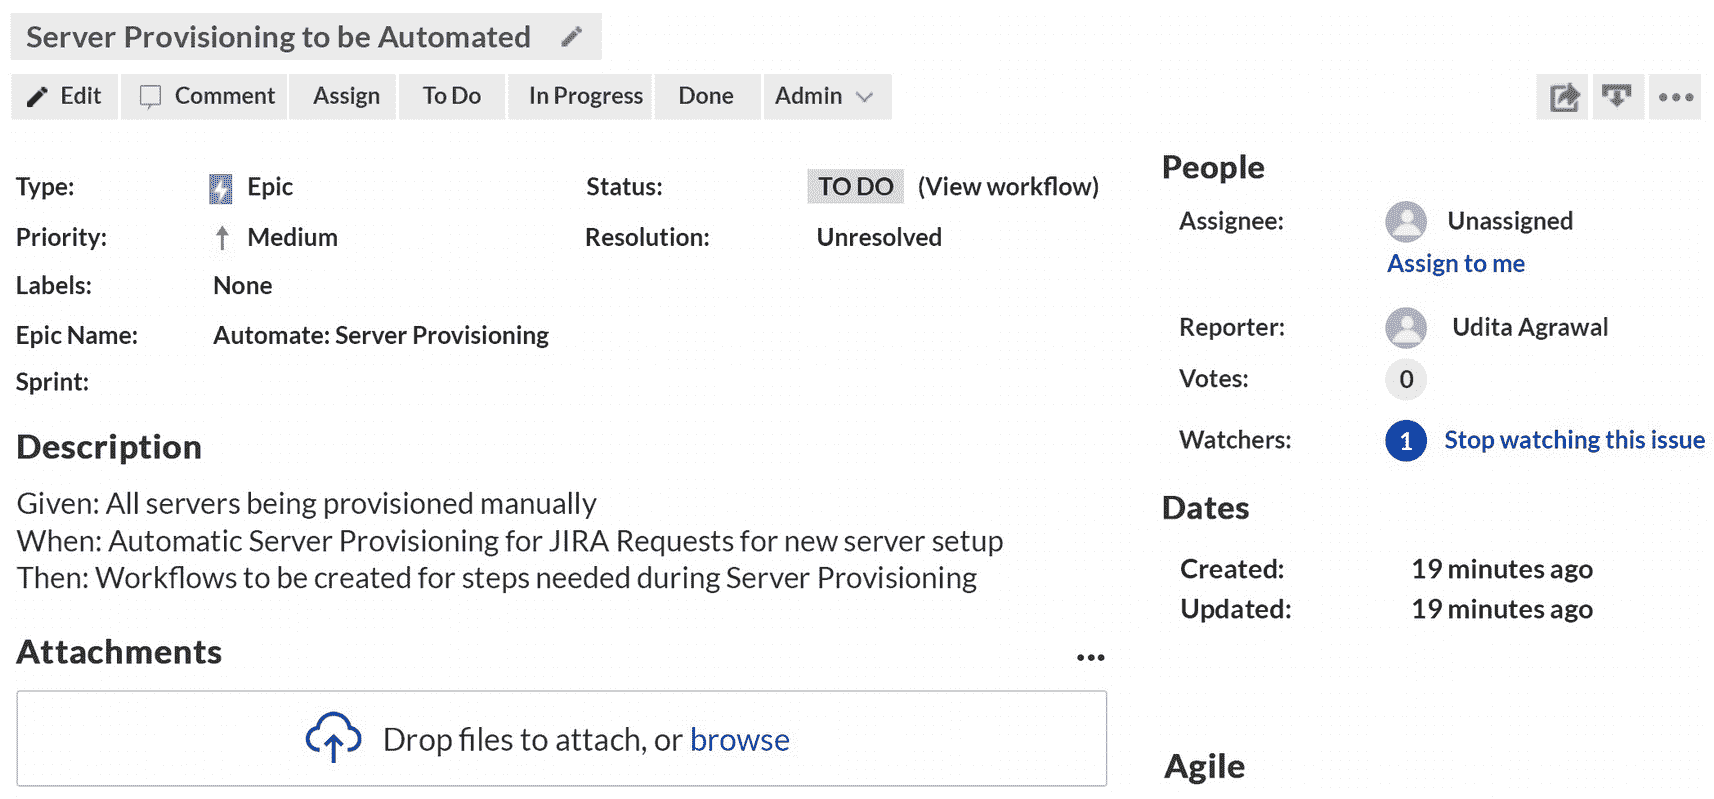 Server Provisioning to be Automated
Edit Comment Assign To Do In Progress Done Admin
Type: Epic Status: TO DO (View workflow)
Priority: Medium Resolution: Unresolved
Labels: None
Epic Name: Automate: Server Provisioning
Sprint:
Description
Given: All servers being provisioned manually
When: Automatic Server Provisioning for JIRA Requests for new server setup
Then: Workflows to be created for steps needed during Server Provisioning
Attachments
Drop files to attach, or browse
People
Assignee: Unassigned
Assign to me
Reporter: Udita Agrawal
Votes: 0
Watchers: 1 Stop watching this issue
Dates
Created: 19 minutes ago
Updated: 19 minutes ago
Agile